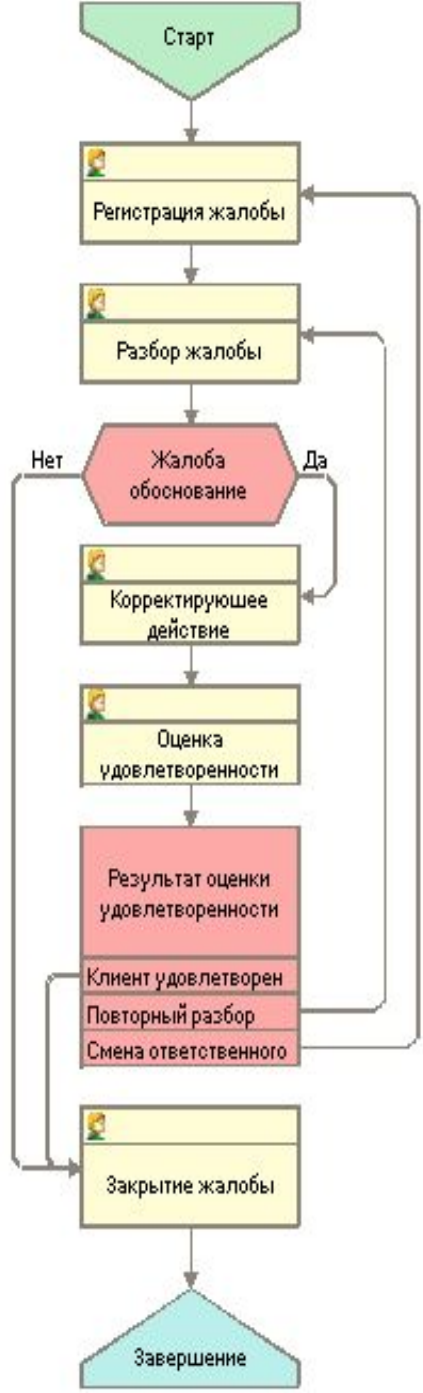 Старт
Регистрация жалобы
Разбор жалобы
Нет
Жалоба
обоснование
Да
Корректируюшее
действие
Оценка
удовлетворенности
Результат оценки
удовлетворенности
Клиент удовлетворен
Повторный разбор
Смена ответственного
Закрытие жалобы
Завершение